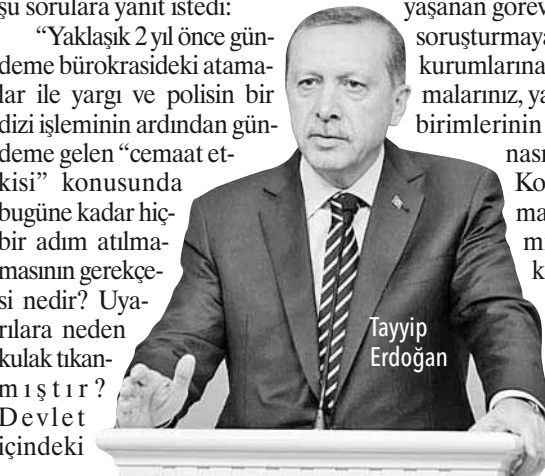 şu sorulara yanıt istedi:
“Yaklaşık 2 yıl önce gün-
deme bürokrasideki atama-
lar ile yargı ve polisin bir
dizi işleminin ardından gün-
deme gelen “cemaat et-
kisi” konusunda
bugüne kadar hiç-
bir adım atılma-
masının gerekçe-
si nedir? Uya-
rılara neden
kulak tıkan-
mıştır?
Devlet
içindeki
yaşanan görev
soruşturmaya
kurumlarına
malarınız, ya
birimlerinin
nası
Ko
ma
mi
k
Tayyip
Erdoğan